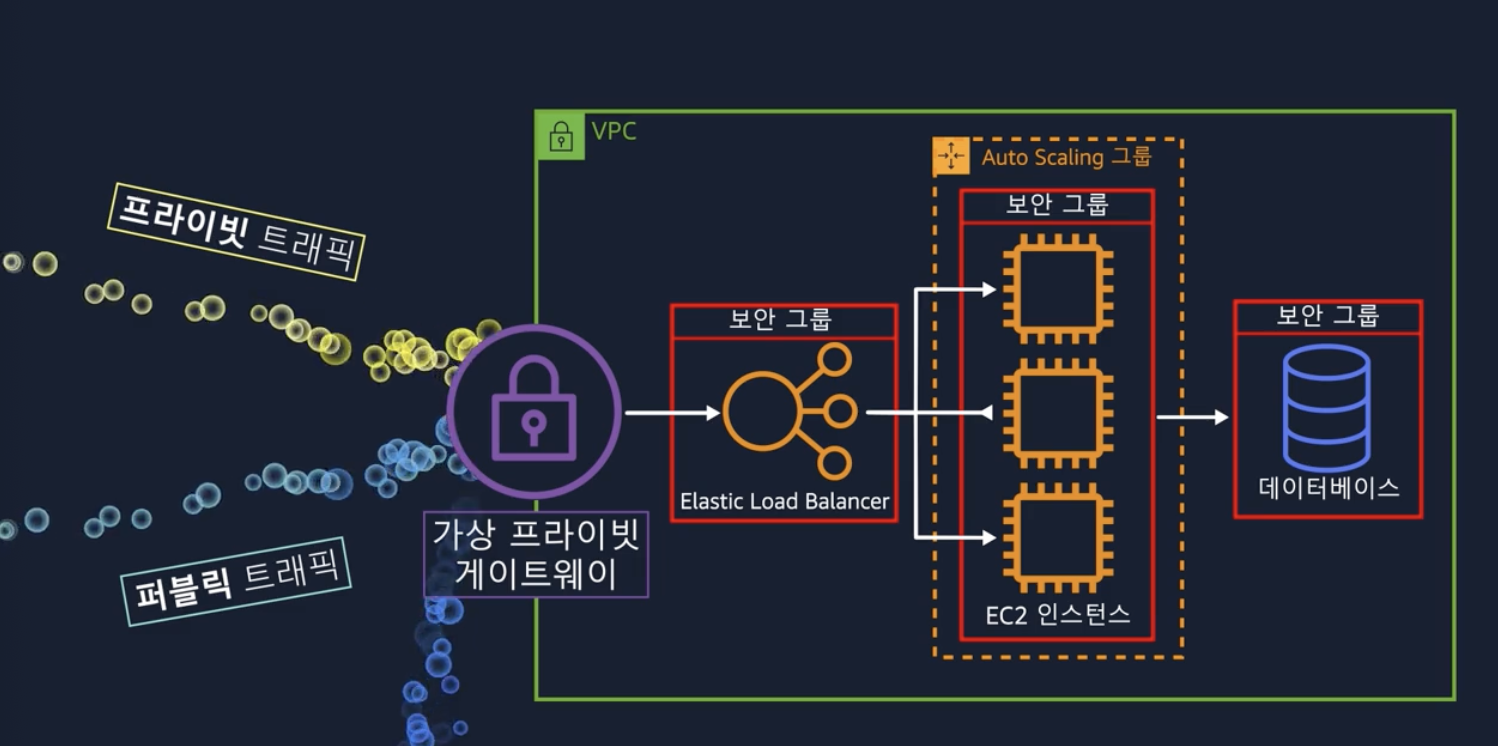 VPC
Auto Scaling 그룹
프라이빗 트래픽
보안 그룹
보안 그룹
보안 그룹
Elastic Load Balancer
데이터베이스
가상 프라이빗
게이트웨이
퍼블릭 트래픽
EC2 인스턴스